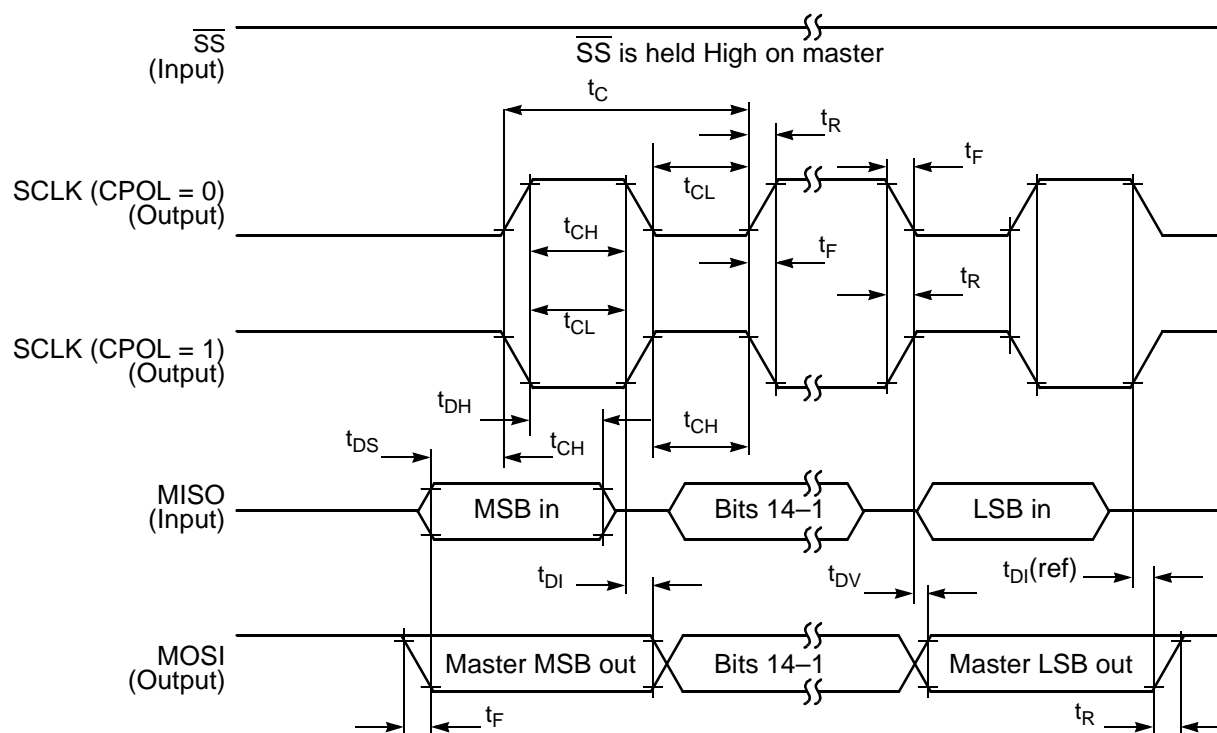 SS
(Input)
SS is held High on master
tC
tR
tF
SCLK (CPOL = 0)
(Output)
tCL
tCH
tF
tR
tCL
SCLK (CPOL = 1)
(Output)
tDH
tCH
tCH
tDS
MISO
(Input)
MSB in
Bits 14–1
LSB in
tDI
tDV
tDI(ref)
MOSI
(Output)
Master MSB out
Bits 14–1
Master LSB out
tF
tR